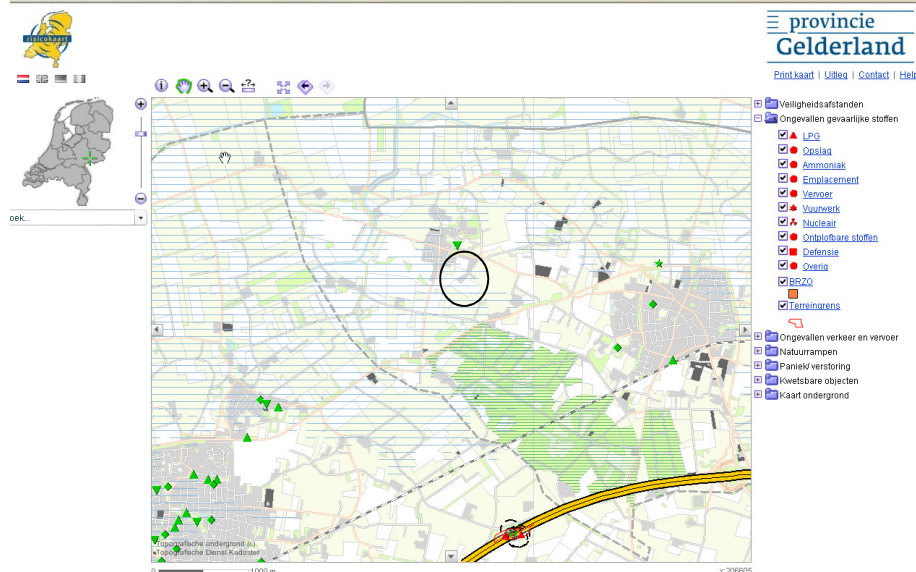 risicokaart
provincie
Gelderland
Print kaart | Uitleg | Contact | Help
?
Veiligheidsafstanden
Ongevallen gevaarlijke stoffen
LPG
Opslag
Ammoniak
Emplacement
Vervoer
Vuurwerk
Nucleair
Ontplofbare stoffen
Defensie
Overig
BRZO
Terreingrens
Ongevallen verkeer en vervoer
Natuurrampen
Paniek/verstoring
Kwetsbare objecten
Kaart ondergrond
oek...
Topografische ondergrond (c)
Topografische Dienst Kadaster
0 1000 m
x:206605